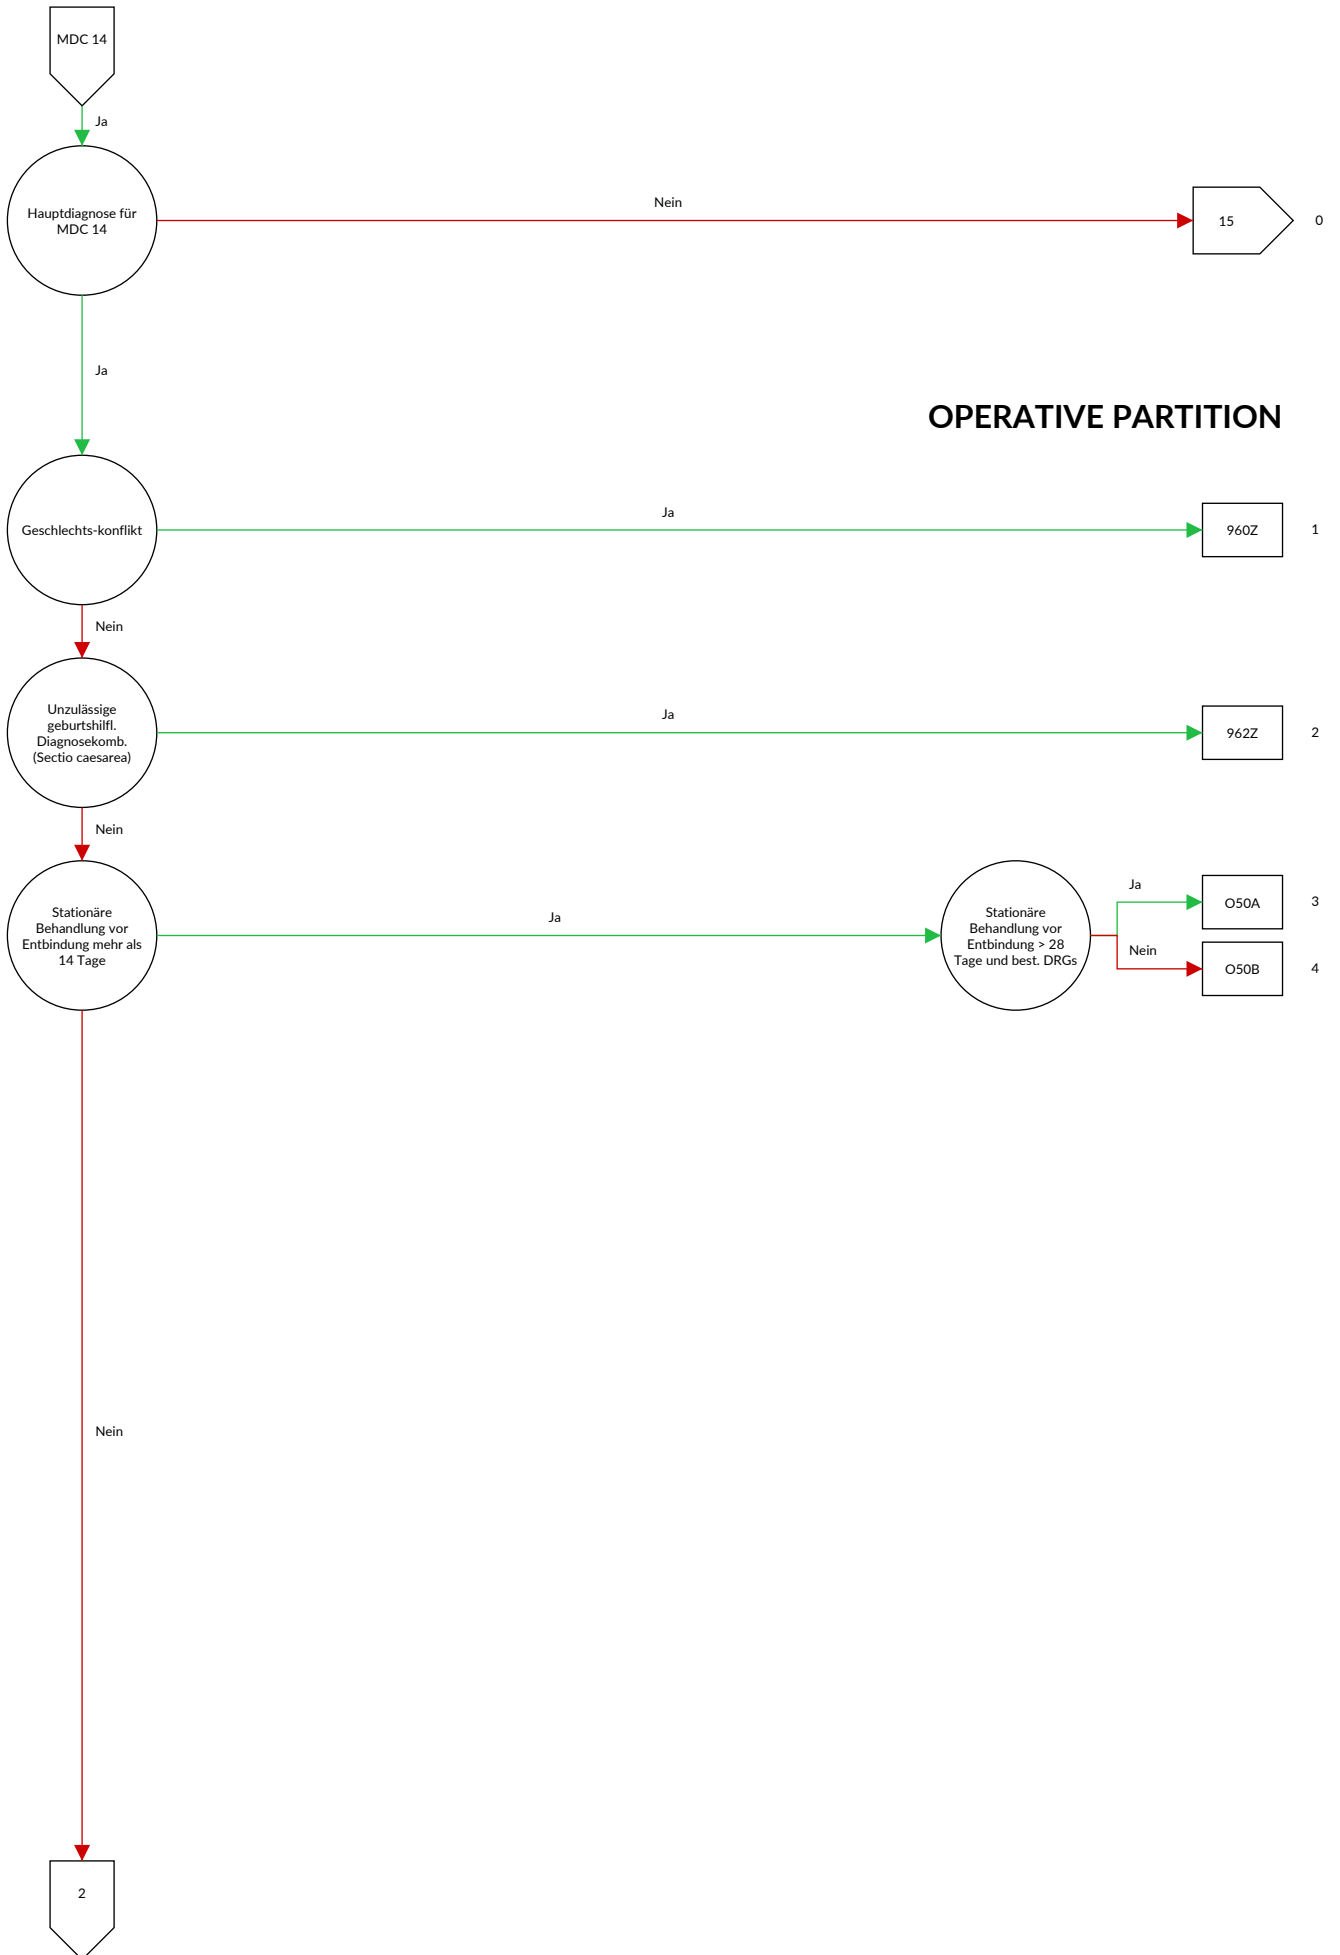 MDC 14
Ja
Hauptdiagnose für
MDC 14
Nein
15
0
Ja
OPERATIVE PARTITION
Geschlechts-konflikt
Ja
960Z
1
Nein
Unzulässige
geburtshilfl.
Diagnosekomb.
(Sectio caesarea)
Ja
962Z
2
Nein
Stationäre
Behandlung vor
Entbindung mehr als
14 Tage
Ja
Stationäre
Behandlung vor
Entbindung > 28
Tage und best. DRGs
Ja
O50A
3
Nein
O50B
4
Nein
2